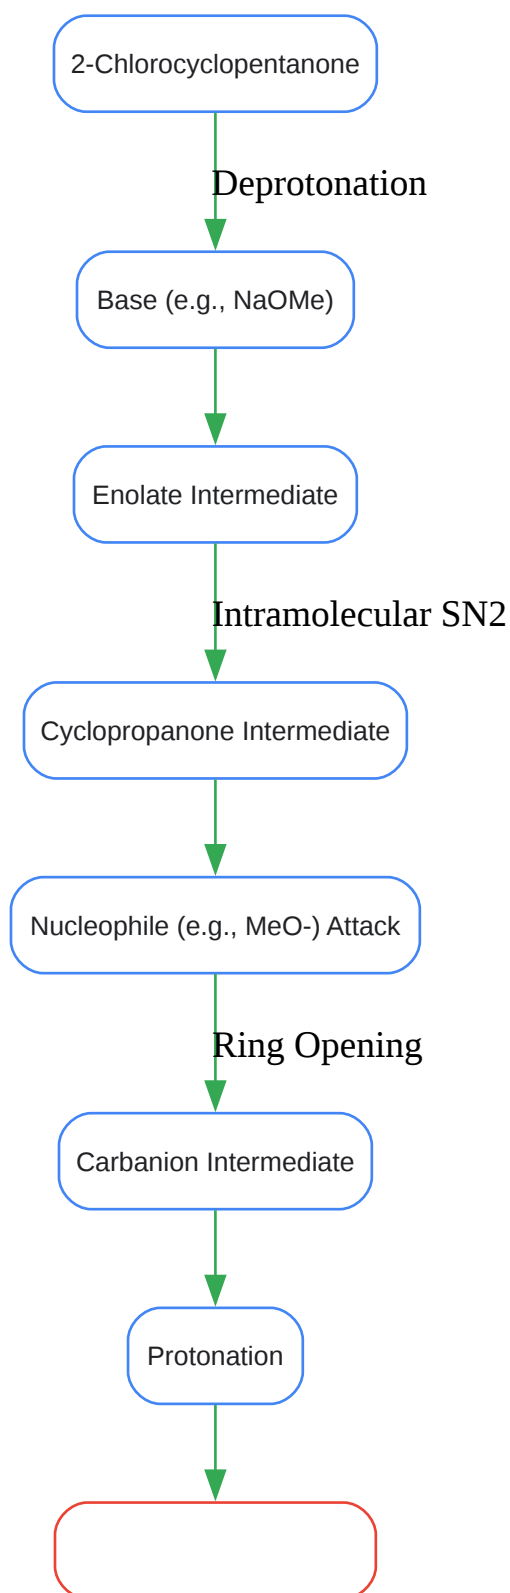 2-Chlorocyclopentanone
Deprotonation
Base (e.g., NaOMe)
Enolate Intermediate
Intramolecular SN2
Cyclopropanone Intermediate
Nucleophile (e.g., MeO-) Attack
Ring Opening
Carbanion Intermediate
Protonation